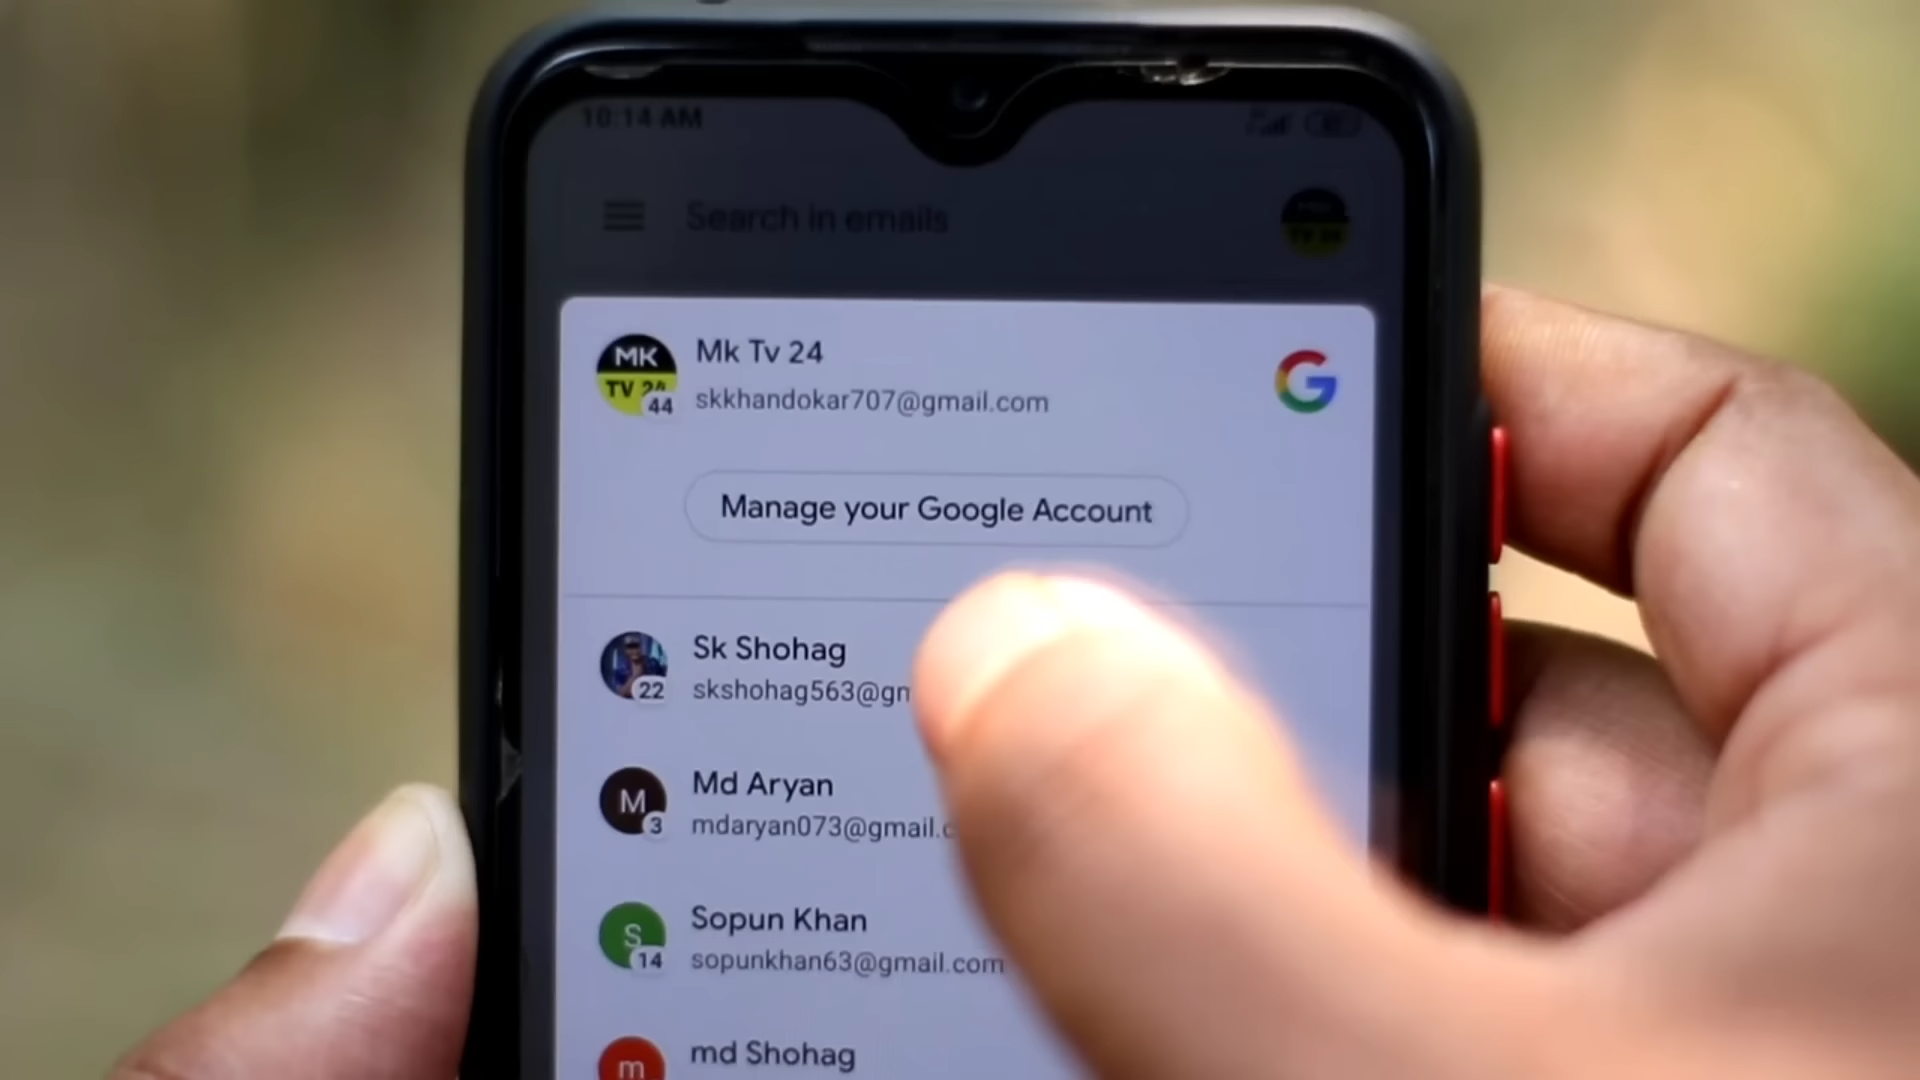 10:14 AM
Search in emails
TV 24
MK
TV 24
44
Mk Tv 24
skkhandokar707@gmail.com
G
Manage your Google Account
22
Sk Shohag
skshohag563@gm
M
3
Md Aryan
mdaryan073@gmail.c
S
14
Sopun Khan
sopunkhan63@gmail.com
m
md Shohag